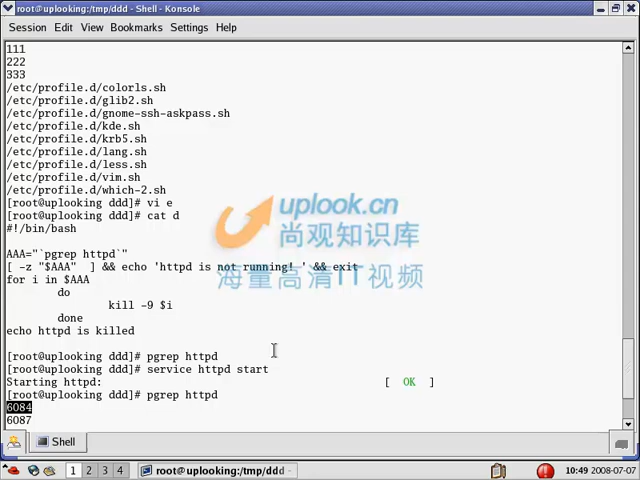 root@uplooking:/tmp/ddd - Shell - Konsole
Session Edit View Bookmarks Settings Help
111
222
333
/etc/profile.d/colorls.sh
/etc/profile.d/glib2.sh
/etc/profile.d/gnome-ssh-askpass.sh
/etc/profile.d/kde.sh
/etc/profile.d/krb5.sh
/etc/profile.d/lang.sh
/etc/profile.d/less.sh
/etc/profile.d/vim.sh
/etc/profile.d/which-2.sh
[root@uplooking ddd]# vi e
[root@uplooking ddd]# cat d
#!/bin/bash
AAA="`pgrep httpd`"
[ -z "$AAA" ] && echo 'httpd is not running! ' && exit
for i in $AAA
do
kill -9 $i
done
echo httpd is killed
[root@uplooking ddd]# pgrep httpd
[root@uplooking ddd]# service httpd start
Starting httpd: [ OK ]
[root@uplooking ddd]# pgrep httpd
6084
6087
uplook.cn
尚观知识库
海量高清IT视频
Shell
1 2 3 4 root@uplooking:/tmp/ddd - 10:49 2008-07-07